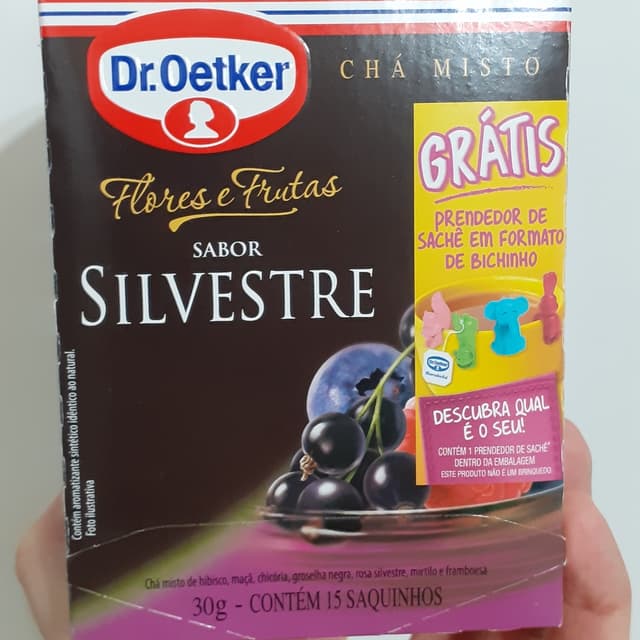 Dr.Oetker
CHÁ MISTO
Flores e Frutas
SABOR
SILVESTRE
GRÁTIS
PRENDEDOR DE
SACHÊ EM FORMATO
DE BICHINHO
Dr.Oetker
DESCUBRA QUAL
É O SEU!
CONTÉM 1 PRENDEDOR DE SACHÊ*
DENTRO DA EMBALAGEM
ESTE PRODUTO NÃO É UM BRINQUEDO
Contém aromatizante sintético idêntico ao natural.
Foto ilustrativa
Chá misto de hibisco, maçã, chicória, groselha negra, rosa silvestre, mirtilo e framboesa
30g - CONTÉM 15 SAQUINHOS